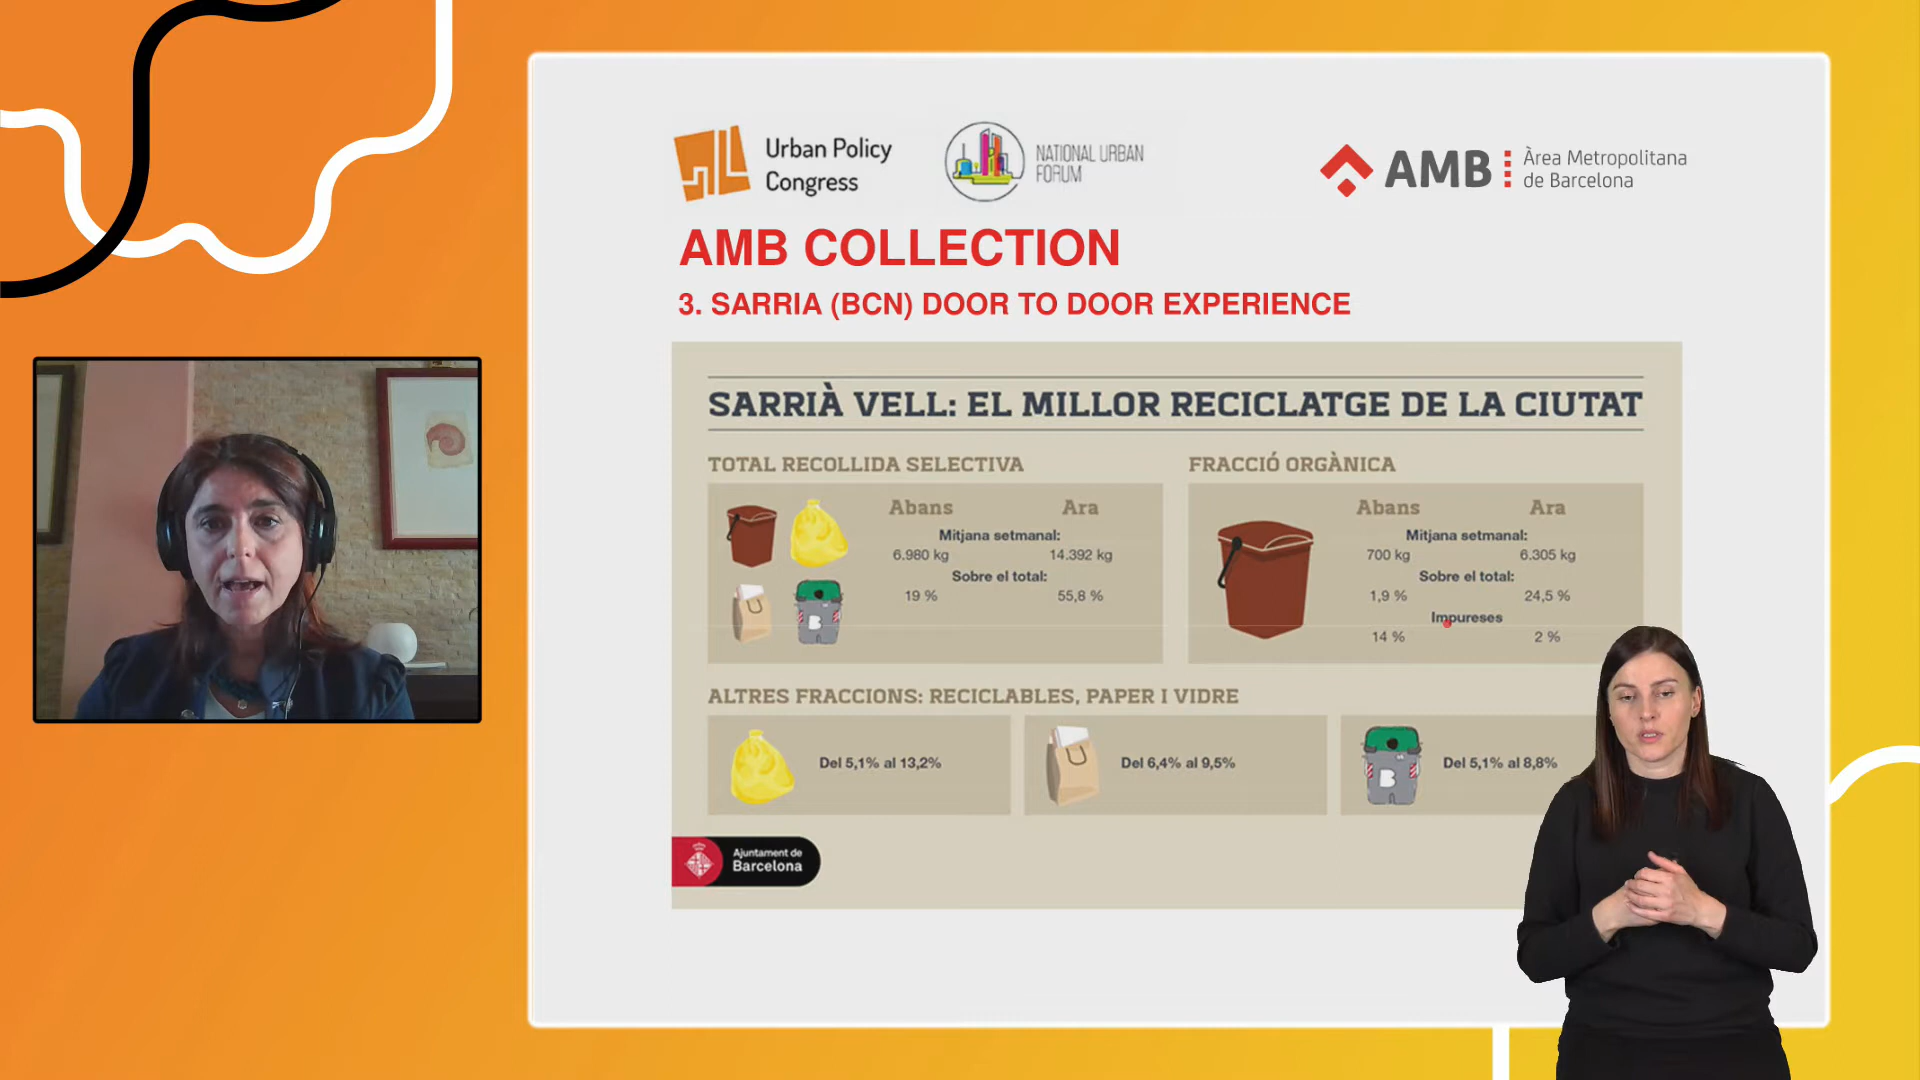 Urban Policy
Congress
NATIONAL URBAN
FORUM
AMB
Àrea Metropolitana
de Barcelona
AMB COLLECTION
3. SARRIA (BCN) DOOR TO DOOR EXPERIENCE
SARRIÀ VELL: EL MILLOR RECICLATGE DE LA CIUTAT
TOTAL RECOLLIDA SELECTIVA
Abans Ara
Mitjana setmanal:
6.980 kg 14.392 kg
Sobre el total:
19 % 55,8 %
B
FRACCIÓ ORGÀNICA
Abans Ara
Mitjana setmanal:
700 kg 6.305 kg
Sobre el total:
1,9 % 24,5 %
Impureses
14 % 2 %
ALTRES FRACCIONS: RECICLABLES, PAPER I VIDRE
Del 5,1% al 13,2%
Del 6,4% al 9,5%
B
Del 5,1% al 8,8%
Ajuntament de
Barcelona